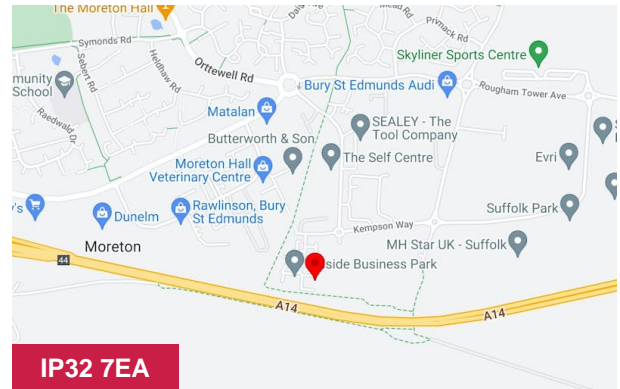 The Moreton Hall
Symonds Rd
Sebert Rd
Heldhaw Rd
Orttewell Rd
Primack Rd
Skyliner Sports Centre
munity
School
Raedwald Dr
Bury St Edmunds Audi
Rougham Tower Ave
Matalan
SEALEY - The
Tool Company
Butterworth & Son
The Self Centre
Evri
Moreton Hall
Veterinary Centre
y's
Dunelm
Rawlinson, Bury
St Edmunds
Suffolk Park
Kempson Way
Moreton
MH Star UK - Suffolk
44
side Business Park
A14
A14
IP32 7EA